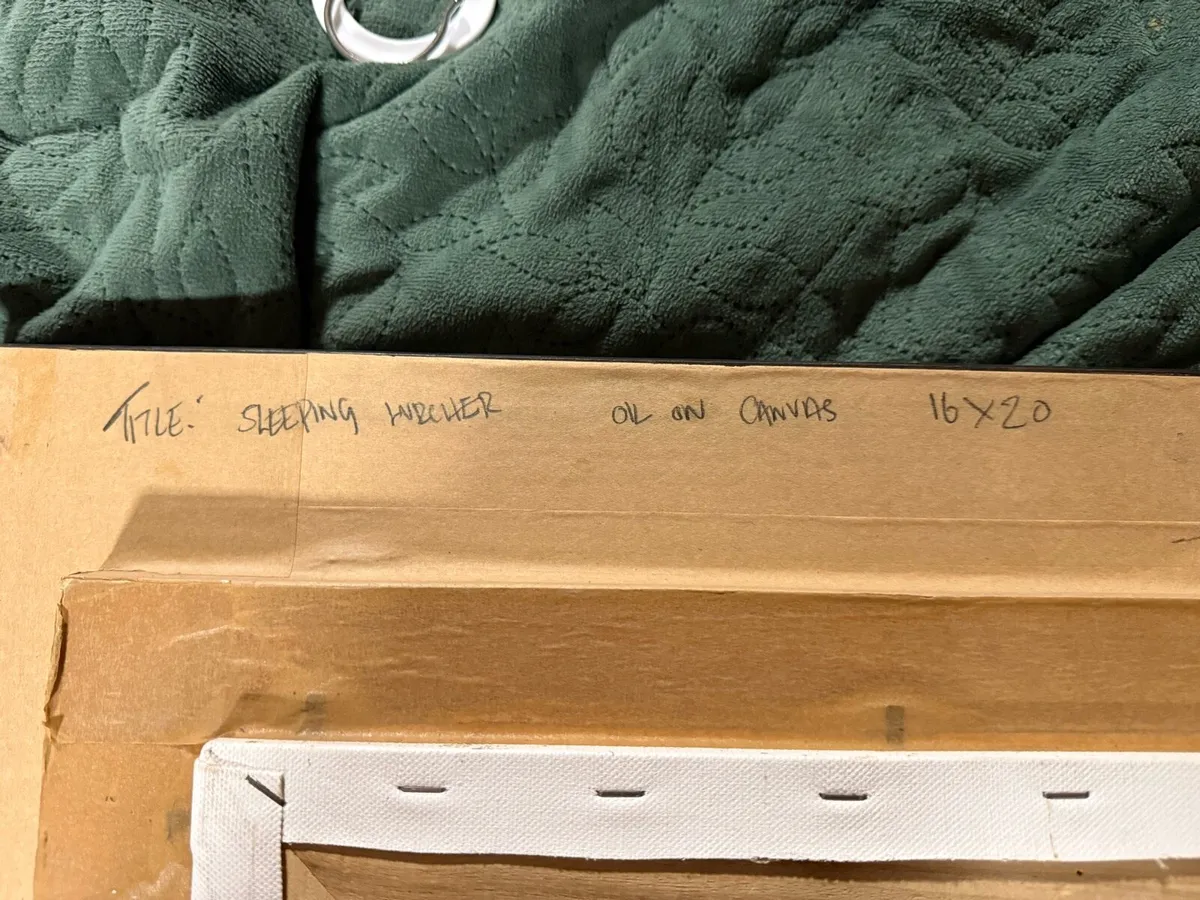 TITLE: SLEEPING LURCHER OIL ON CANVAS 16X20